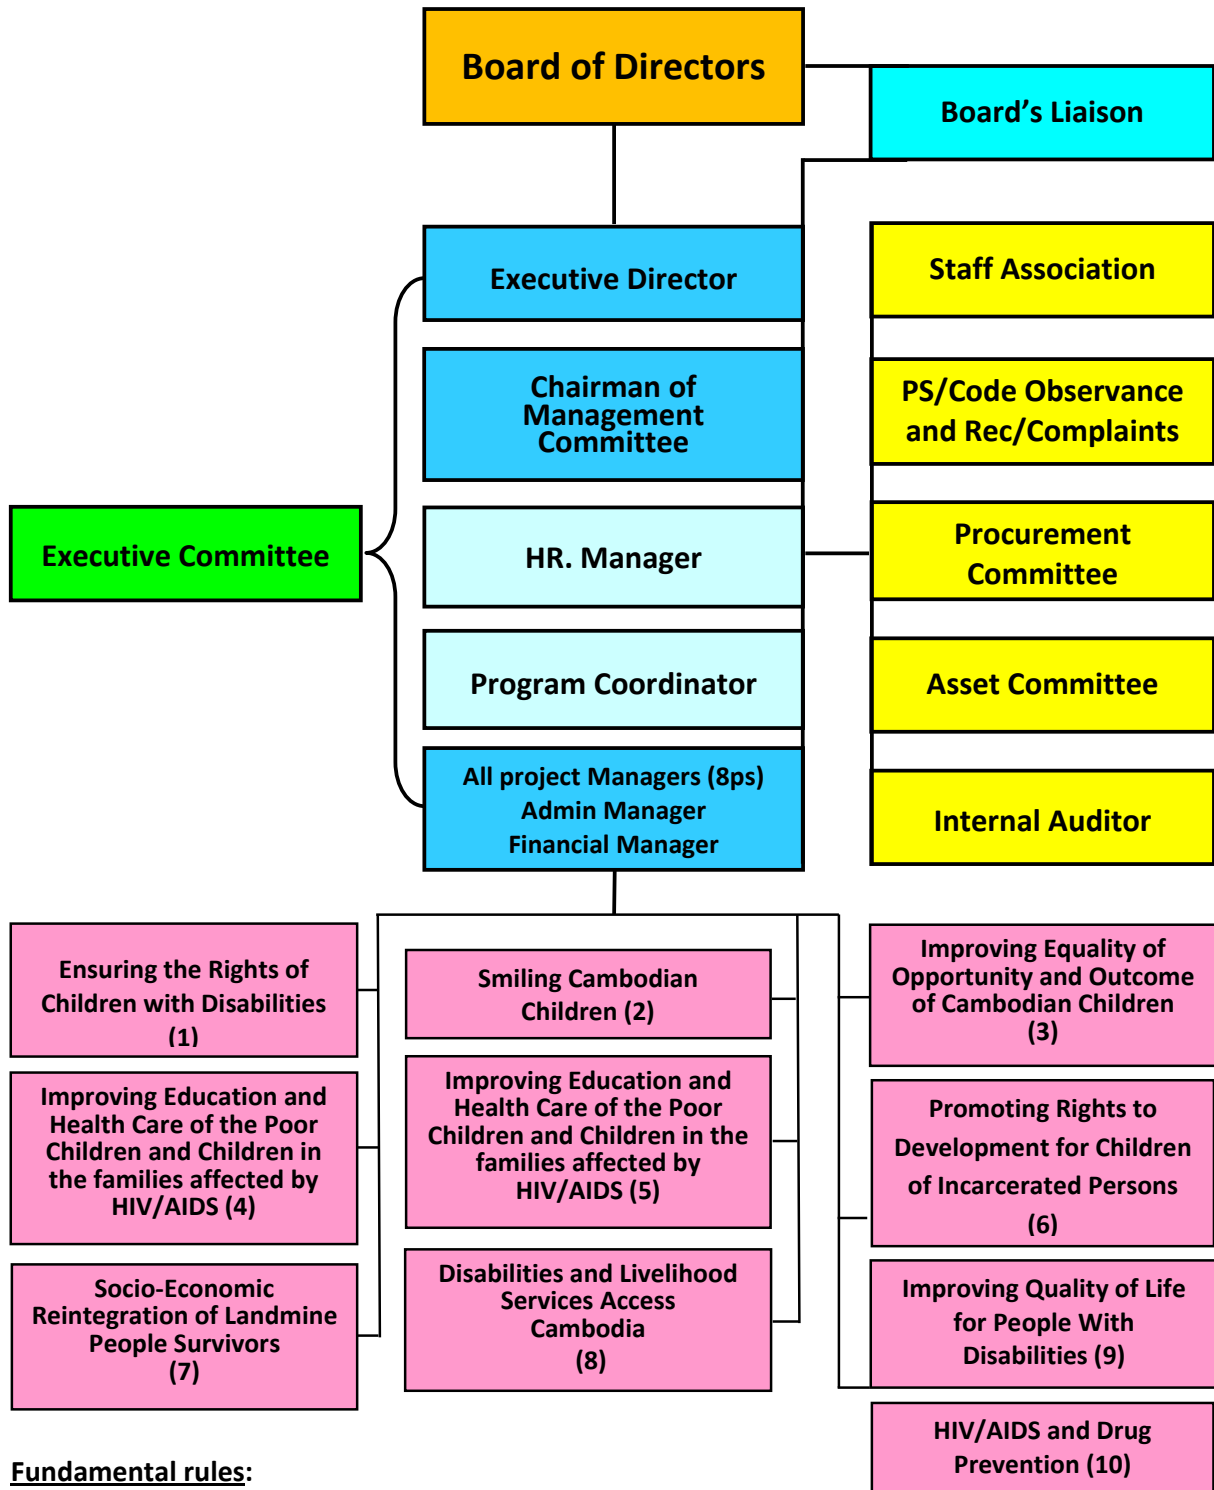 Board of Directors
Board’s Liaison
Executive Director
Staff Association
Chairman of
Management
Committee
PS/Code Observance
and Rec/Complaints
Executive Committee
HR. Manager
Procurement
Committee
Program Coordinator
Asset Committee
All project Managers (8ps)
Admin Manager
Financial Manager
Internal Auditor
Ensuring the Rights of
Children with Disabilities
(1)
Smiling Cambodian
Children (2)
Improving Equality of
Opportunity and Outcome
of Cambodian Children
(3)
Improving Education and
Health Care of the Poor
Children and Children in
the families affected by
HIV/AIDS (4)
Improving Education and
Health Care of the Poor
Children and Children in the
families affected by
HIV/AIDS (5)
Promoting Rights to
Development for Children
of Incarcerated Persons
(6)
Socio-Economic
Reintegration of Landmine
People Survivors
(7)
Disabilities and Livelihood
Services Access
Cambodia
(8)
Improving Quality of Life
for People With
Disabilities (9)
HIV/AIDS and Drug
Prevention (10)
Fundamental rules: